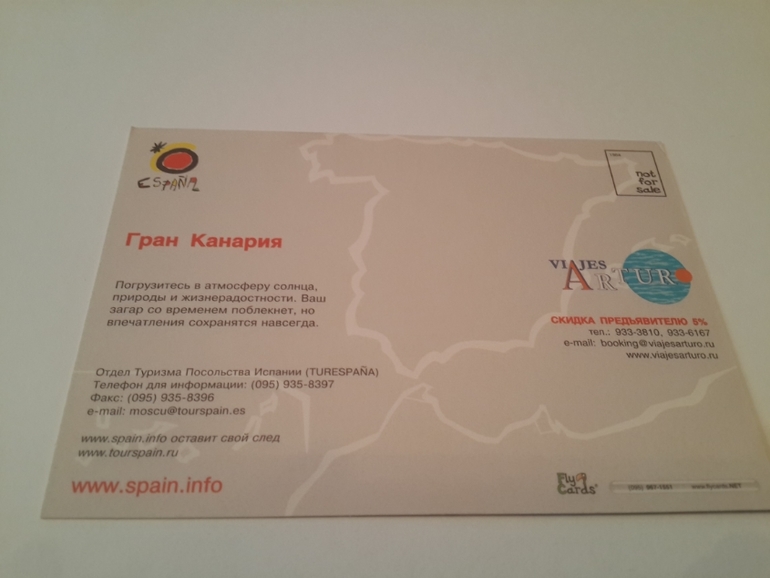 ESPAÑA
not
for
sale
Гран Канария
Погрузитесь в атмосферу солнца,
природы и жизнерадостности. Ваш
загар со временем поблекнет, но
впечатления сохранятся навсегда.
VIAJES
ARTURO
СКИДКА ПРЕДЪЯВИТЕЛЮ 5%
тел.: 933-3810, 933-6167
e-mail: booking@viajesarturo.ru
www.viajesarturo.ru
Отдел Туризма Посольства Испании (TURESPAÑA)
Телефон для информации: (095) 935-8397
Факс: (095) 935-8396
e-mail: moscu@tourspain.es
www.spain.info оставит свой след
www.tourspain.ru
www.spain.info
Fly
Cards
www.flycards.NET